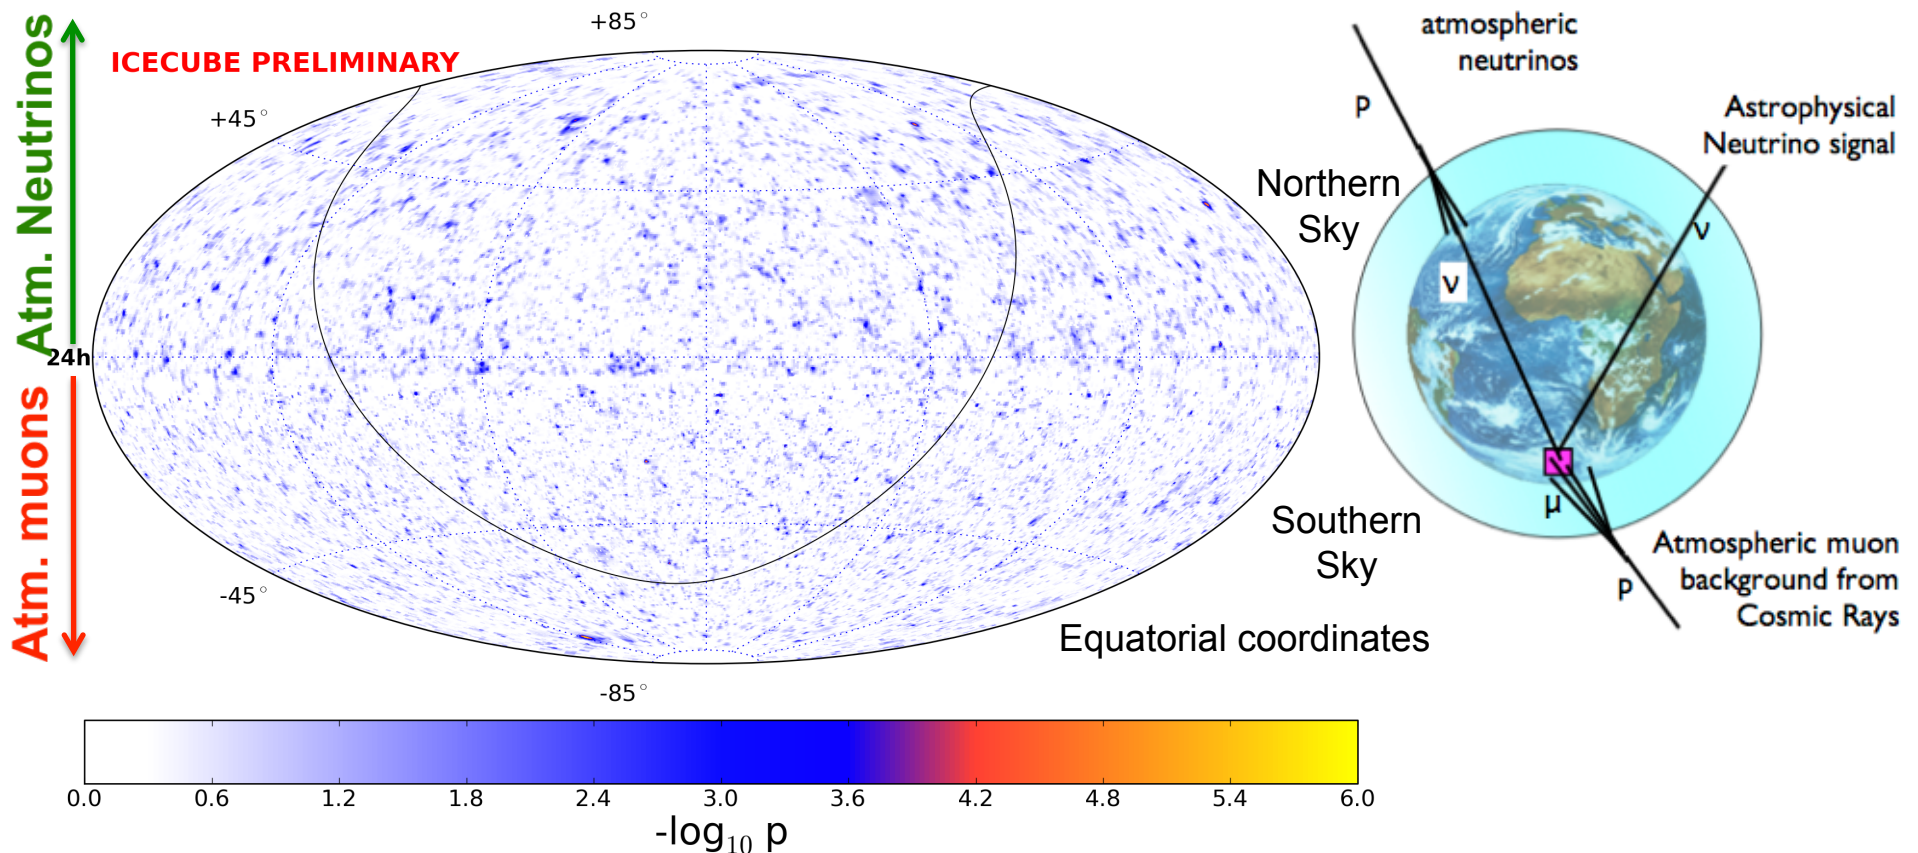 Atm. Neutrinos
Atm. muons
ICECUBE PRELIMINARY
+85°
+45°
24h
-45°
-85°
Northern
Sky
Southern
Sky
Equatorial coordinates
atmospheric
neutrinos
p
Astrophysical
Neutrino signal
ν
ν
μ
p
Atmospheric muon
background from
Cosmic Rays
0.0 0.6 1.2 1.8 2.4 3.0 3.6 4.2 4.8 5.4 6.0
-log₁₀ p